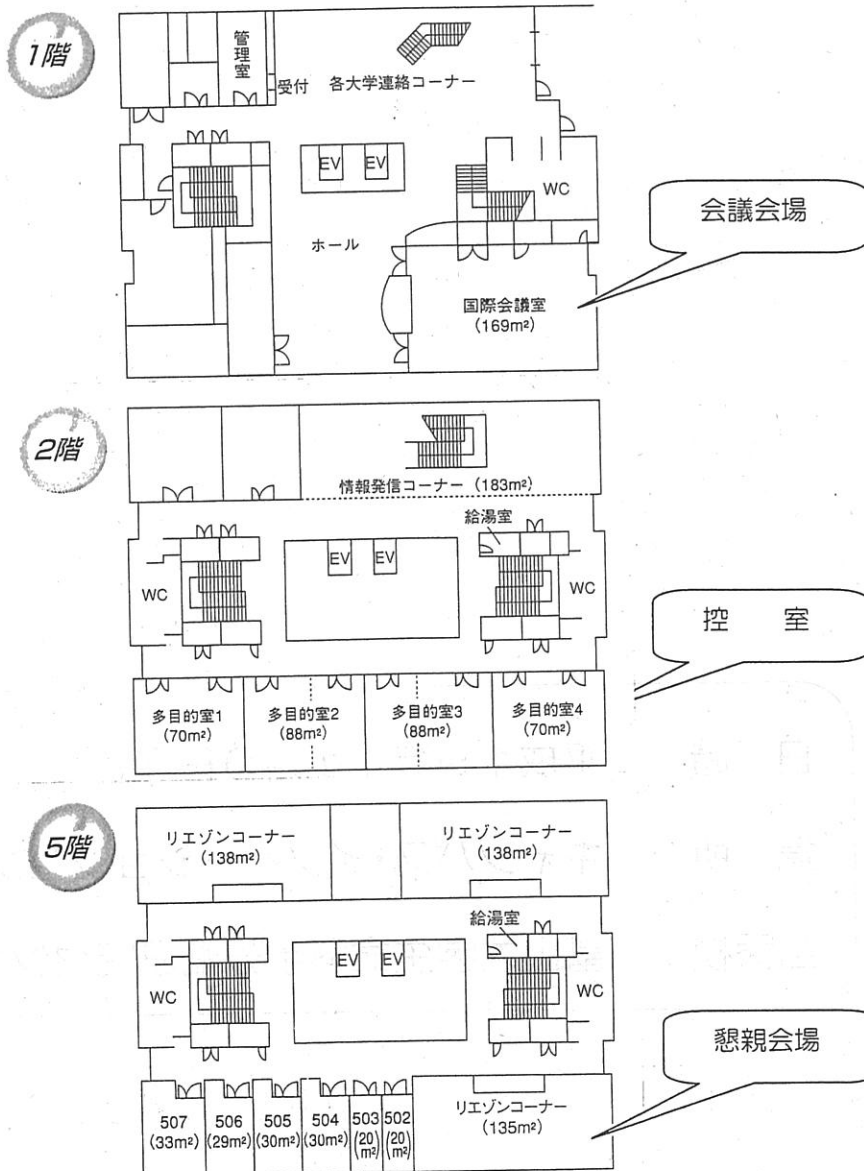 1階
管理室
受付
各大学連絡コーナー
EV
EV
WC
ホール
国際会議室
(169m²)
会議会場
2階
情報発信コーナー (183m²)
給湯室
EV
EV
WC
WC
控 室
多目的室1
(70m²)
多目的室2
(88m²)
多目的室3
(88m²)
多目的室4
(70m²)
5階
リエゾンコーナー
(138m²)
リエゾンコーナー
(138m²)
給湯室
EV
EV
WC
WC
懇親会場
507
(33m²)
506
(29m²)
505
(30m²)
504
(30m²)
503
(20
m²)
502
(20
m²)
リエゾンコーナー
(135m²)